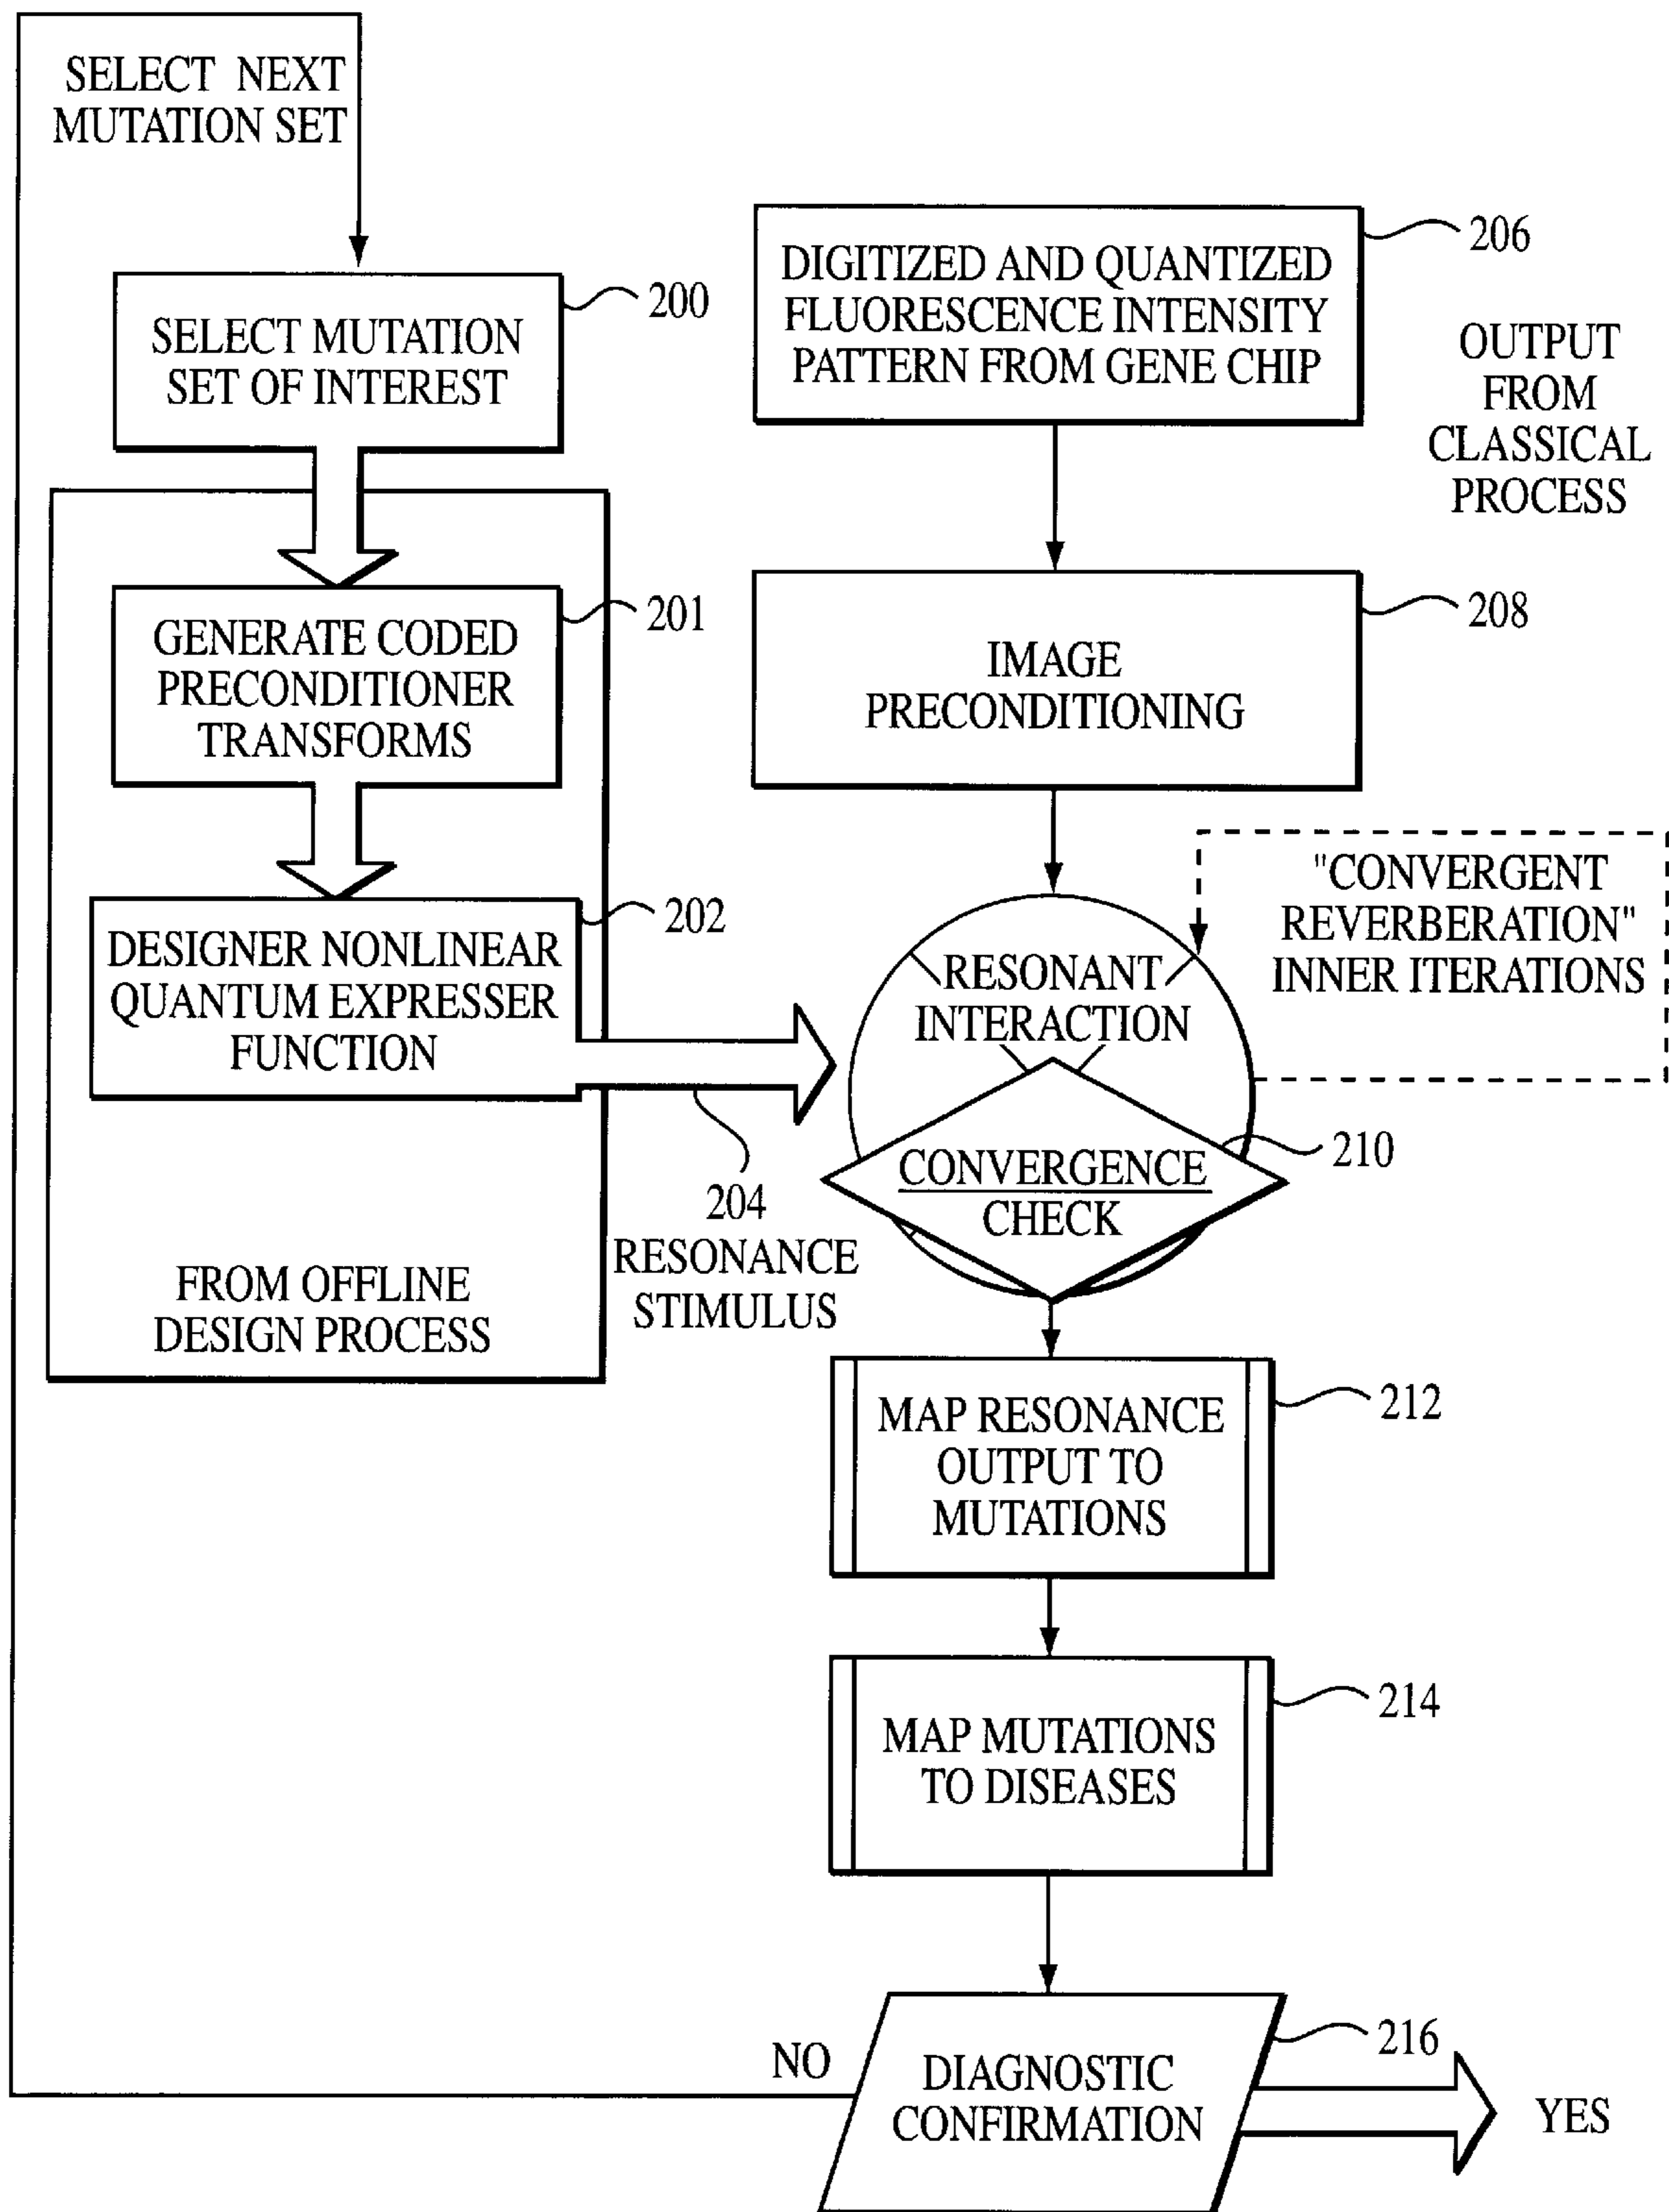 SELECT NEXT
MUTATION SET
200
SELECT MUTATION
SET OF INTEREST
201
GENERATE CODED
PRECONDITIONER
TRANSFORMS
202
DESIGNER NONLINEAR
QUANTUM EXPRESSER
FUNCTION
204
RESONANCE
STIMULUS
FROM OFFLINE
DESIGN PROCESS
206
DIGITIZED AND QUANTIZED
FLUORESCENCE INTENSITY
PATTERN FROM GENE CHIP
OUTPUT
FROM
CLASSICAL
PROCESS
208
IMAGE
PRECONDITIONING
"CONVERGENT
REVERBERATION"
INNER ITERATIONS
RESONANT
INTERACTION
210
CONVERGENCE
CHECK
212
MAP RESONANCE
OUTPUT TO
MUTATIONS
214
MAP MUTATIONS
TO DISEASES
216
NO
DIAGNOSTIC
CONFIRMATION
YES